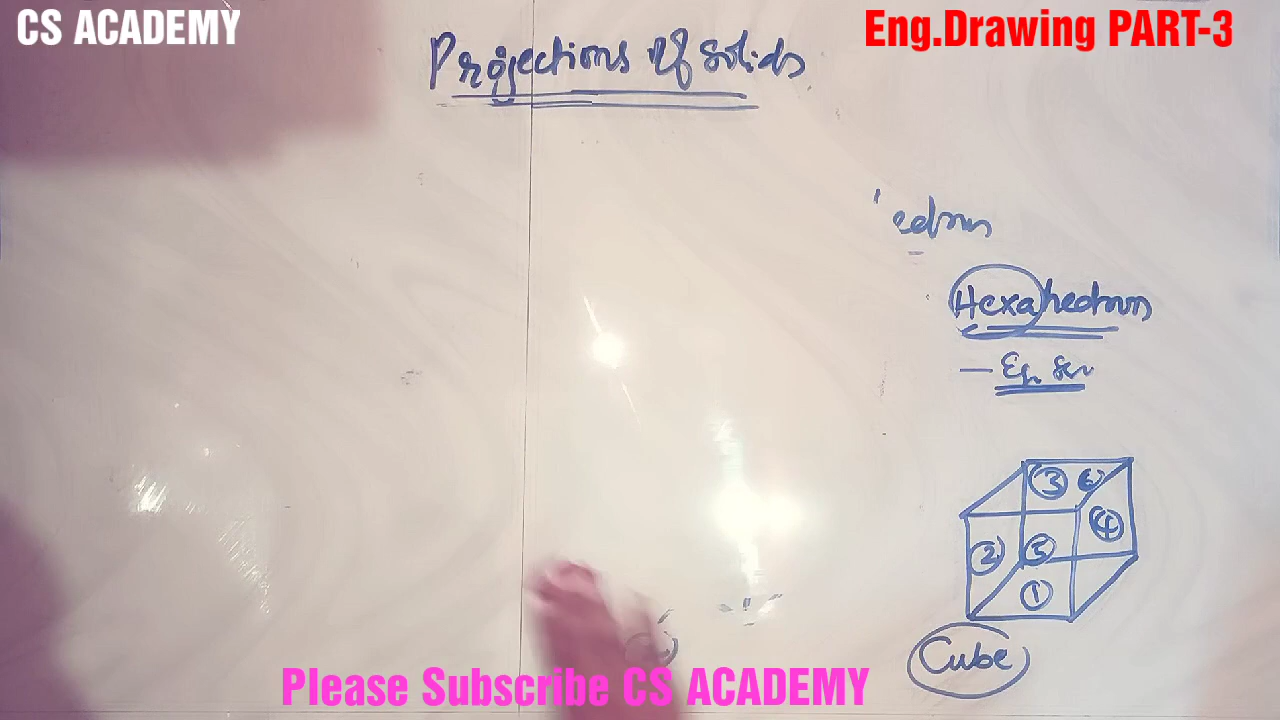 CS ACADEMY
Eng.Drawing PART-3
Projections of solids
Hexahedron
3
4
2
5
1
Cube
Please Subscribe CS ACADEMY